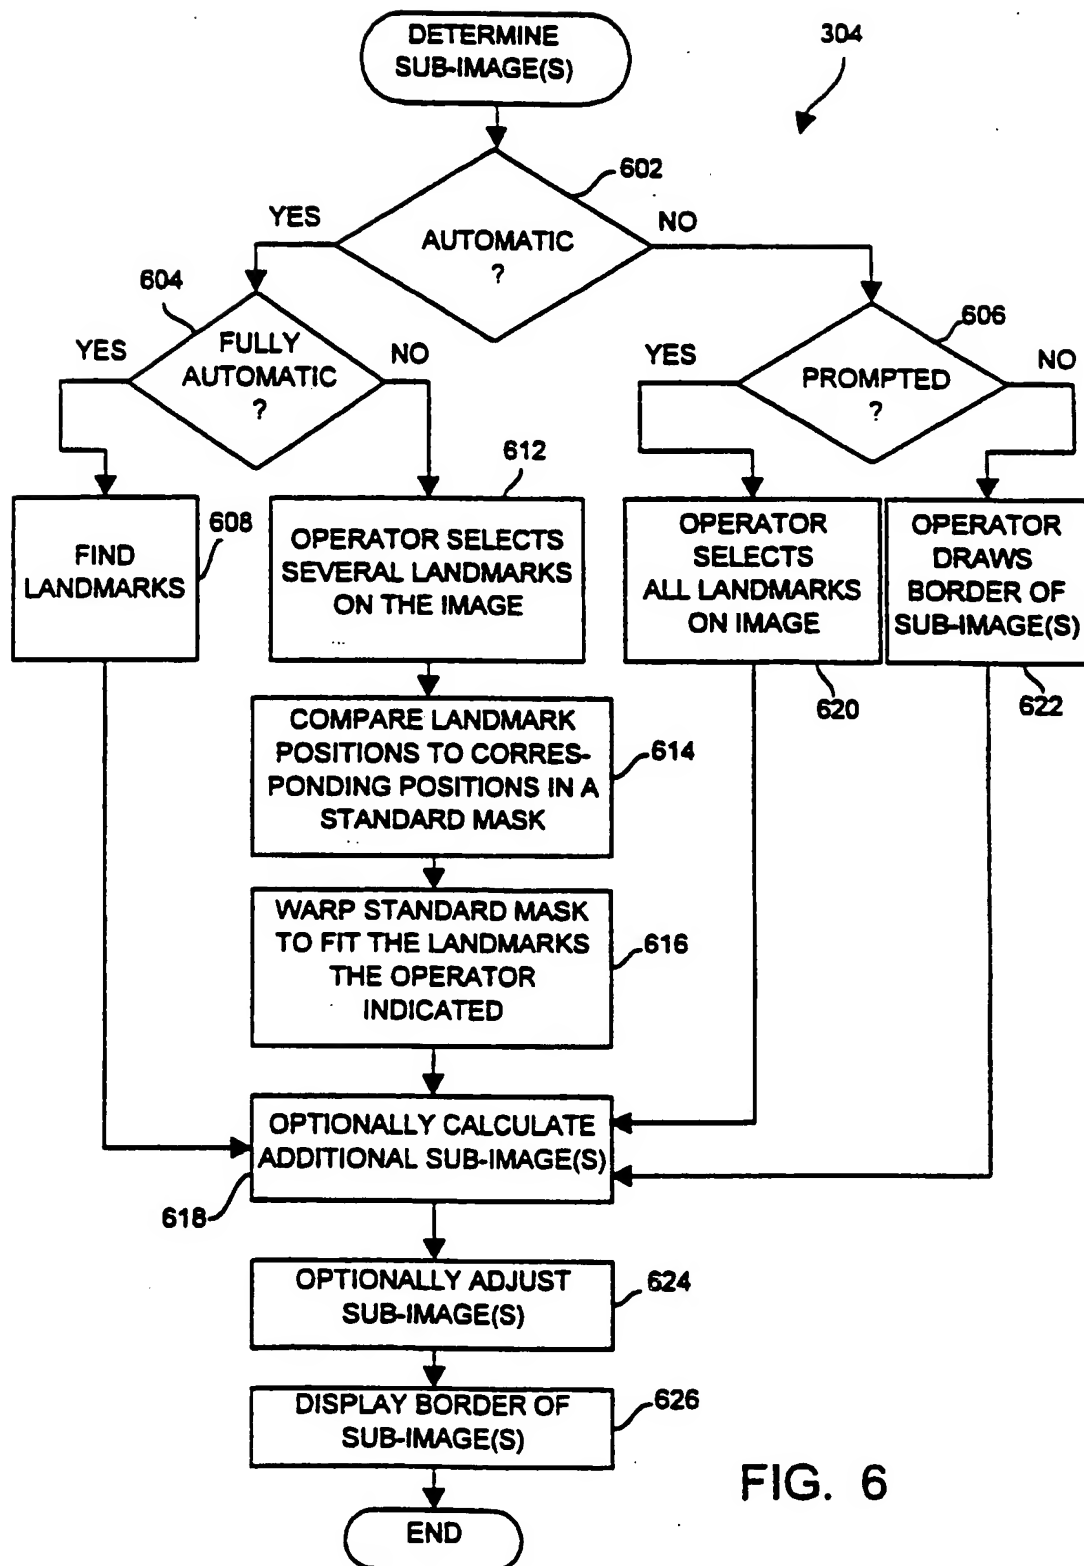 DETERMINE
SUB-IMAGE(S)
304
602
YES
NO
AUTOMATIC
?
604
606
YES
FULLY
AUTOMATIC
?
NO
YES
PROMPTED
?
NO
612
608
FIND
LANDMARKS
OPERATOR SELECTS
SEVERAL LANDMARKS
ON THE IMAGE
OPERATOR
SELECTS
ALL LANDMARKS
ON IMAGE
OPERATOR
DRAWS
BORDER OF
SUB-IMAGE(S)
620
622
COMPARE LANDMARK
POSITIONS TO CORRES-
PONDING POSITIONS IN A
STANDARD MASK
614
WARP STANDARD MASK
TO FIT THE LANDMARKS
THE OPERATOR
INDICATED
616
OPTIONALLY CALCULATE
ADDITIONAL SUB-IMAGE(S)
618
OPTIONALLY ADJUST
SUB-IMAGE(S)
624
DISPLAY BORDER OF
SUB-IMAGE(S)
626
END
FIG. 6